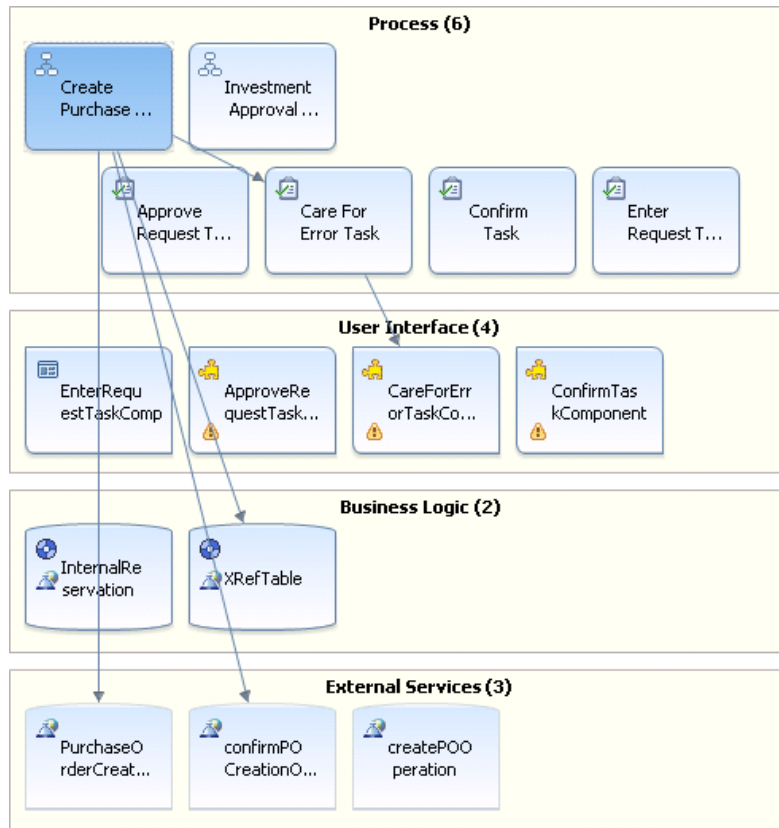 Process (6)
Create
Purchase ...
Investment
Approval ...
Approve
Request T...
Care For
Error Task
Confirm
Task
Enter
Request T...
User Interface (4)
EnterRequ
estTaskComp
ApproveRe
questTask...
CareForErr
orTaskCo...
ConfirmTas
kComponent
Business Logic (2)
InternalRe
servation
XRefTable
External Services (3)
PurchaseO
rderCreat...
confirmPO
CreationO...
createPOO
peration